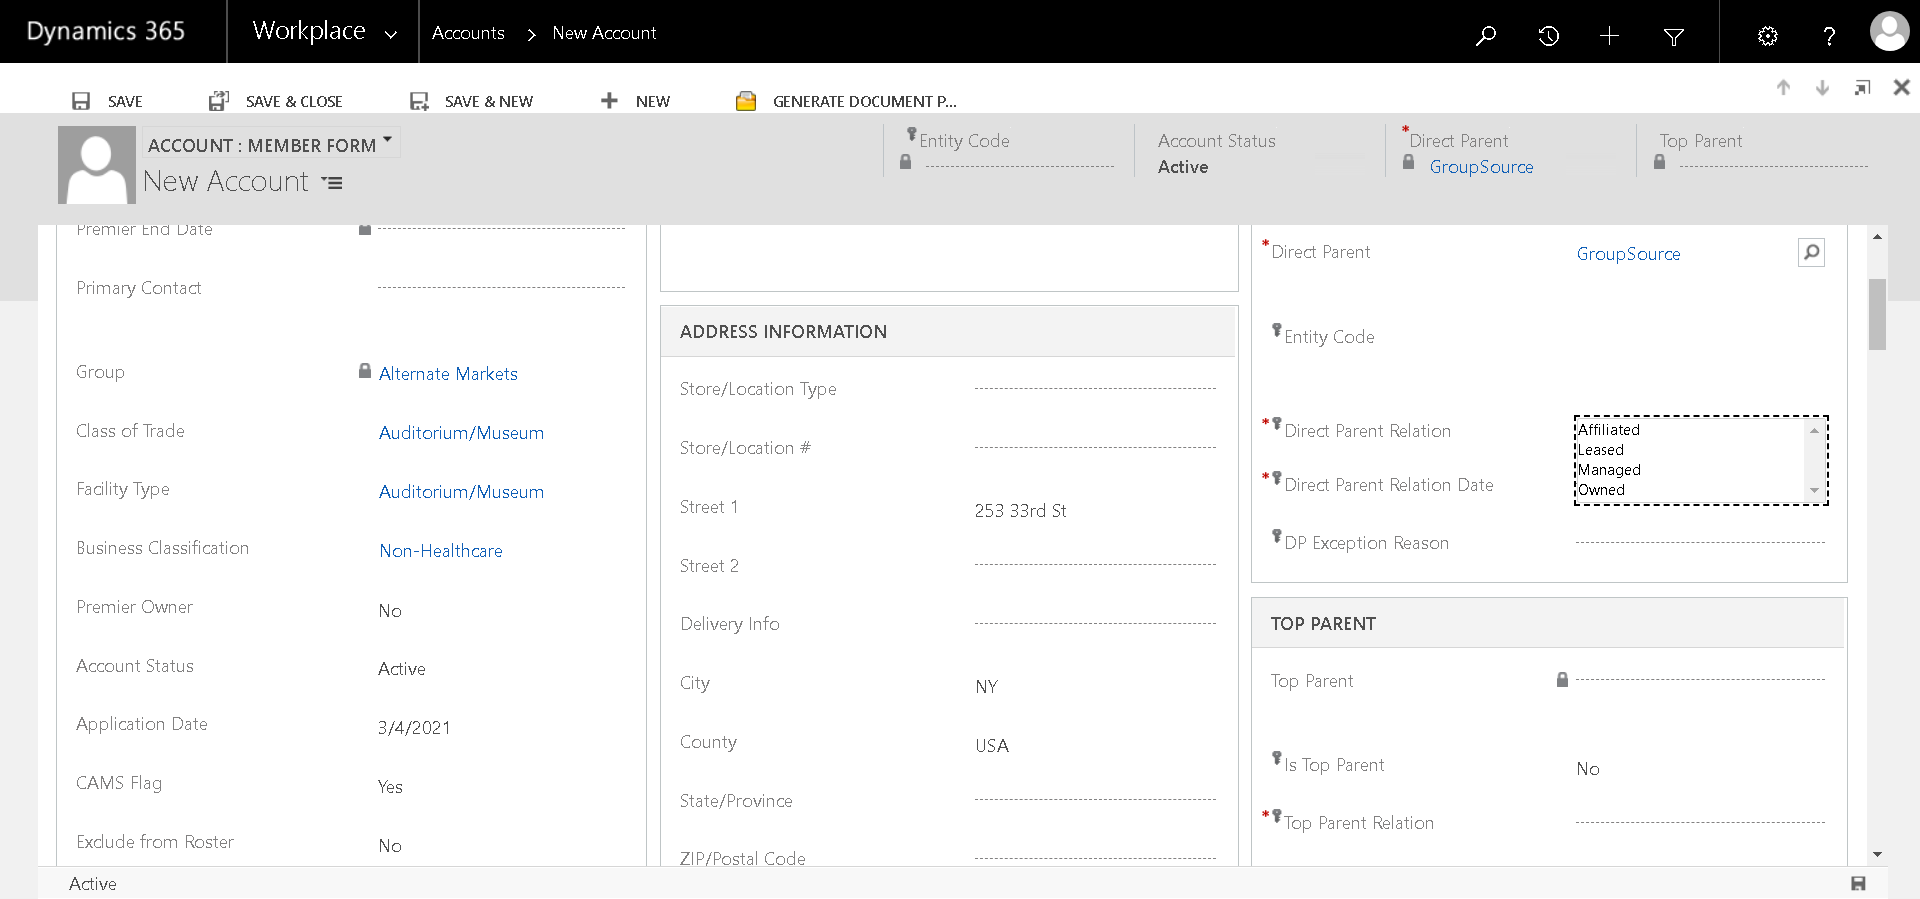 Dynamics 365
Workplace
Accounts
New Account
SAVE
SAVE & CLOSE
SAVE & NEW
NEW
GENERATE DOCUMENT P...
ACCOUNT : MEMBER FORM
New Account
Entity Code
Account Status
Active
*Direct Parent
GroupSource
Top Parent
Premier End Date
Primary Contact
Group
Alternate Markets
Class of Trade
Auditorium/Museum
Facility Type
Auditorium/Museum
Business Classification
Non-Healthcare
Premier Owner
No
Account Status
Active
Application Date
3/4/2021
CAMS Flag
Yes
Exclude from Roster
No
ADDRESS INFORMATION
Store/Location Type
Store/Location #
Street 1
253 33rd St
Street 2
Delivery Info
City
NY
County
USA
State/Province
ZIP/Postal Code
*Direct Parent
GroupSource
Entity Code
*Direct Parent Relation
Affiliated
Leased
Managed
Owned
*Direct Parent Relation Date
DP Exception Reason
TOP PARENT
Top Parent
Is Top Parent
No
*Top Parent Relation
Active